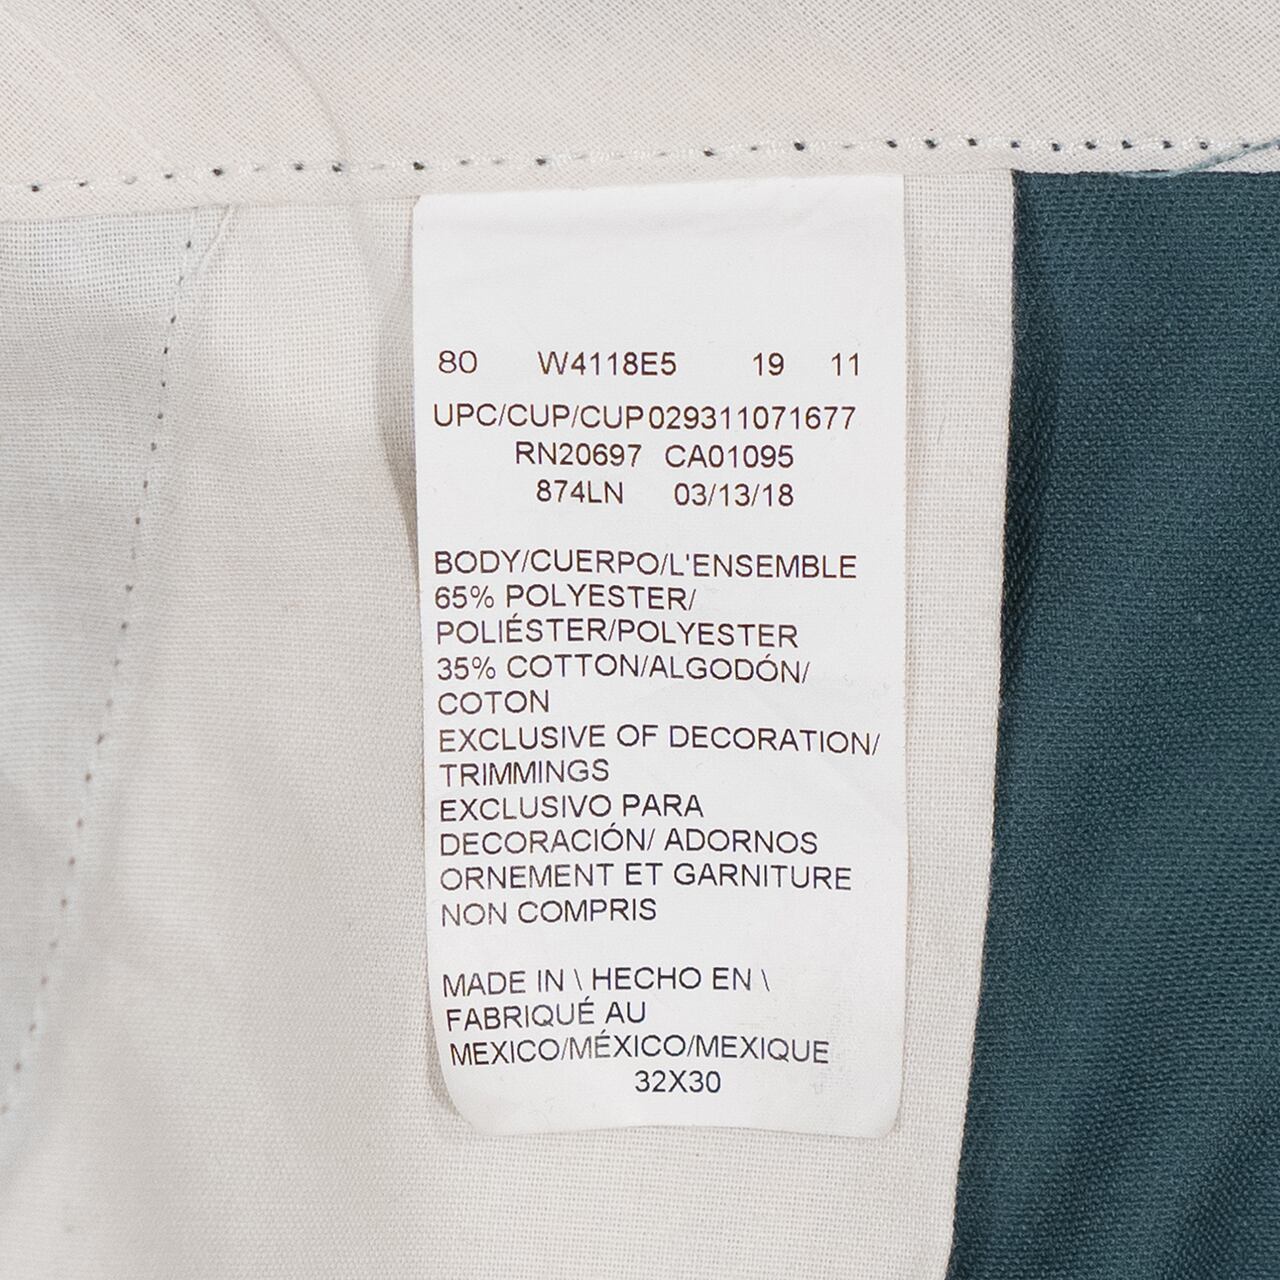 80 W4118E5 19 11
UPC/CUP/CUP029311071677
RN20697 CA01095
874LN 03/13/18
BODY/CUERPO/L'ENSEMBLE
65% POLYESTER/
POLIÉSTER/POLYESTER
35% COTTON/ALGODÓN/
COTON
EXCLUSIVE OF DECORATION/
TRIMMINGS
EXCLUSIVO PARA
DECORACIÓN/ ADORNOS
ORNEMENT ET GARNITURE
NON COMPRIS
MADE IN \ HECHO EN \
FABRIQUÉ AU
MEXICO/MÉXICO/MEXIQUE
32X30